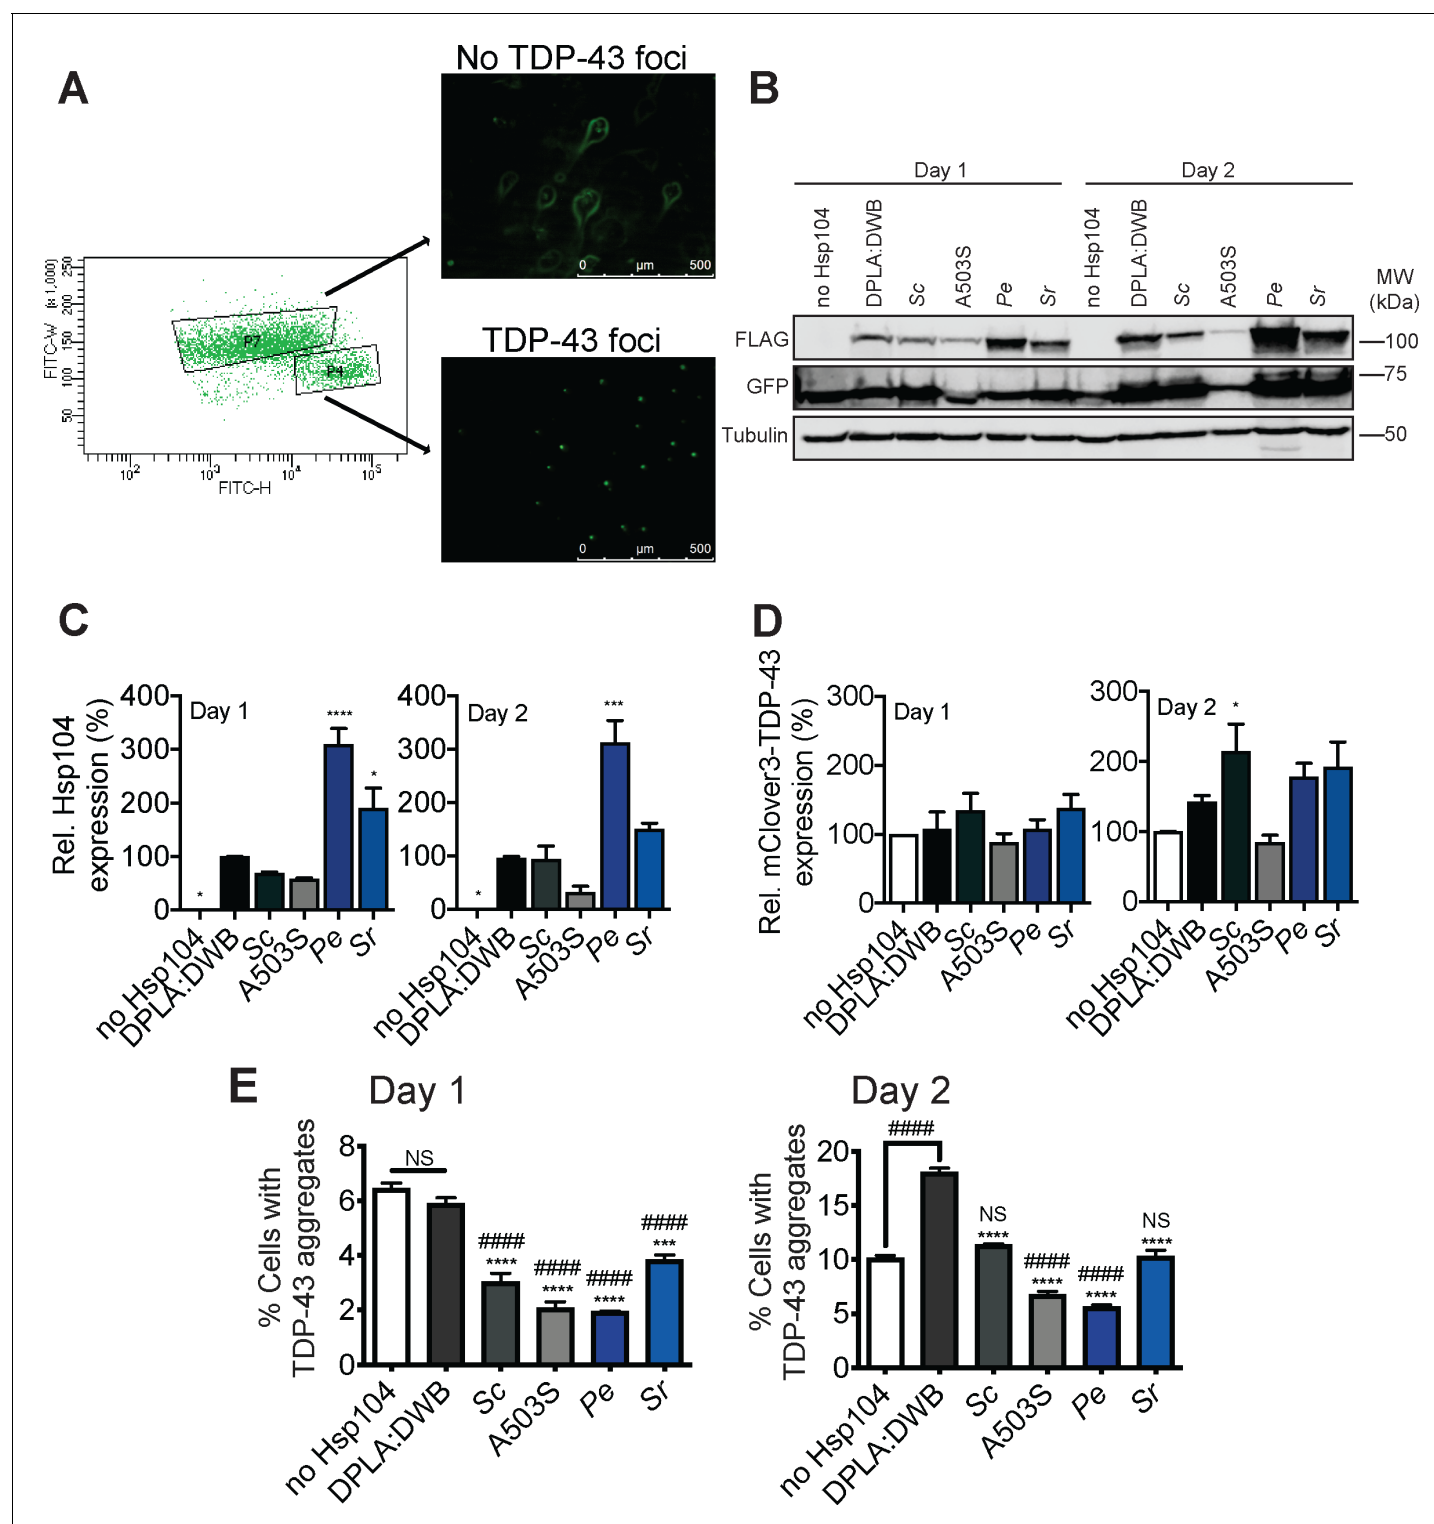 A
No TDP-43 foci
0 µm 500
TDP-43 foci
0 µm 500
FITC-W (x 1,000)
250
200
150
100
50
P7
P4
10² 10³ 10⁴ 10⁵
FITC-H
B
Day 1 Day 2
no Hsp104 DPLA:DWB Sc A503S Pe Sr no Hsp104 DPLA:DWB Sc A503S Pe Sr
MW
(kDa)
FLAG
GFP
Tubulin
100
75
50
C
Rel. Hsp104
expression (%)
400
300
200
100
0
Day 1
* **** *
no Hsp104 DPLA:DWB Sc A503S Pe Sr
400
300
200
100
0
Day 2
* ***
no Hsp104 DPLA:DWB Sc A503S Pe Sr
D
Rel. mClover3-TDP-43
expression (%)
300
200
100
0
Day 1
no Hsp104 DPLA:DWB Sc A503S Pe Sr
300
200
100
0
Day 2
*
no Hsp104 DPLA:DWB Sc A503S Pe Sr
E
Day 1
% Cells with
TDP-43 aggregates
8
6
4
2
0
NS
#### #### #### ####
**** **** **** ***
no Hsp104 DPLA:DWB Sc A503S Pe Sr
Day 2
% Cells with
TDP-43 aggregates
20
15
10
5
0
####
NS #### #### NS
**** **** **** ****
no Hsp104 DPLA:DWB Sc A503S Pe Sr